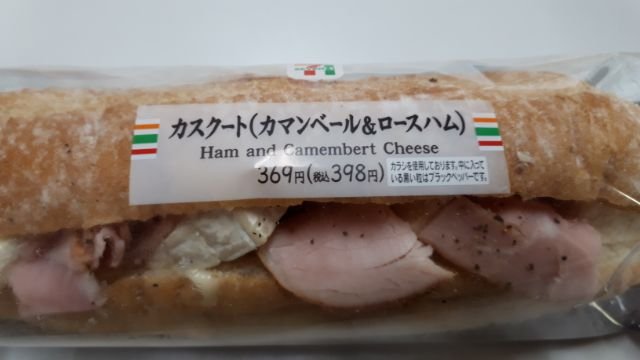 カスクート(カマンベール&ロースハム)
Ham and Camembert Cheese
369円(税込398円)
カラシを使用しております。中に入って
いる黒い粒はブラックペッパーです。